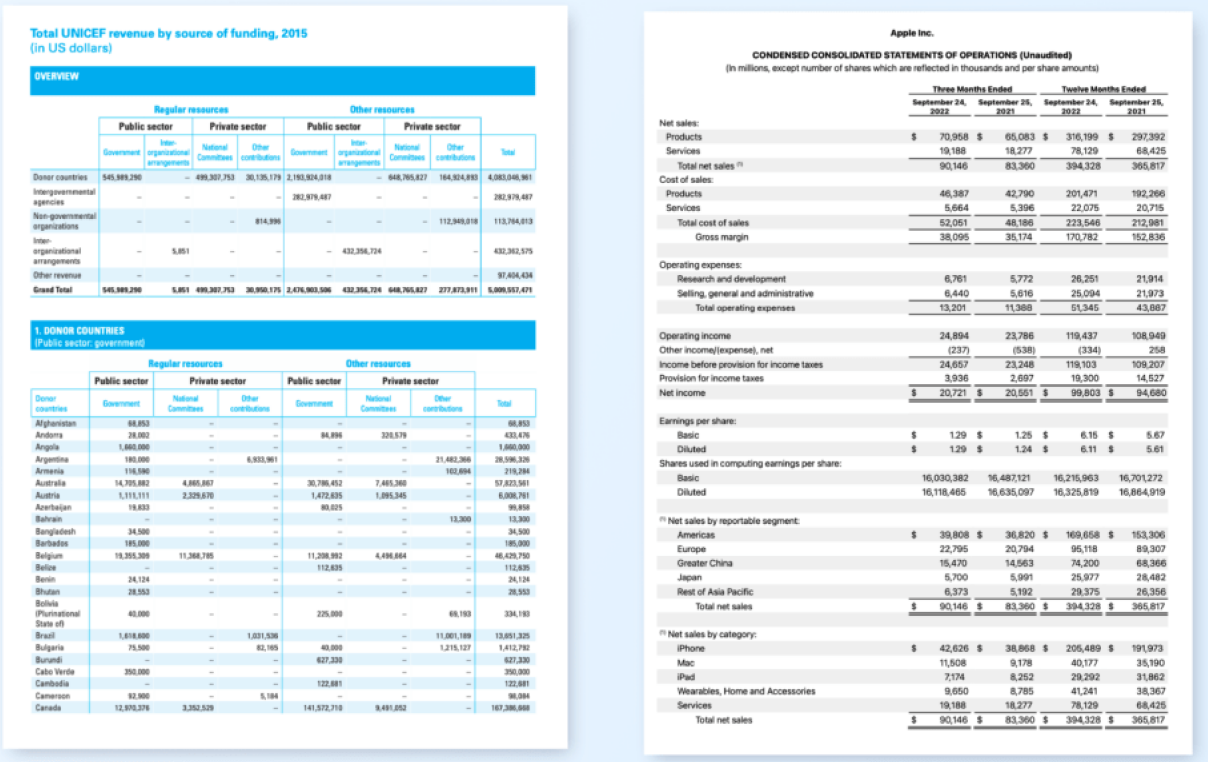 Total UNICEF revenue by source of funding, 2015
(in US dollars)
OVERVIEW
Regular resources Other resources
Public sector Private sector Public sector Private sector
Government Inter-organizational arrangements National Committees Other contributions Government Inter-organizational arrangements National Committees Other contributions Total
Donor countries 545,989,290 – 499,307,753 30,135,179 2,193,924,018 – 648,765,827 164,924,893 4,083,046,961
Intergovernmental agencies – – – – 282,979,487 – – – 282,979,487
Non-governmental organizations – – – 814,996 – – – 112,949,018 113,764,013
Inter-organizational arrangements – 5,851 – – – 432,356,724 – – 432,362,575
Other revenue – – – – – – – – 97,404,434
Grand Total 545,989,290 5,851 499,307,753 30,950,175 2,476,903,506 432,356,724 648,765,827 277,873,911 5,009,557,471
1. DONOR COUNTRIES
(Public sector: government)
Regular resources Other resources
Public sector Private sector Public sector Private sector
Donor countries Government National Committees Other contributions Government National Committees Other contributions Total
Afghanistan 68,853 – – – – – 68,853
Andorra 28,002 – – 84,896 320,579 – 433,476
Angola 1,660,000 – – – – – 1,660,000
Argentina 180,000 – 6,933,961 – – 21,482,366 28,596,326
Armenia 116,590 – – – – 102,694 219,284
Australia 14,705,882 4,865,867 – 30,786,452 7,465,360 – 57,823,561
Austria 1,111,111 2,329,670 – 1,472,635 1,095,345 – 6,008,761
Azerbaijan 19,833 – – 80,025 – – 99,858
Bahrain – – – – – 13,300 13,300
Bangladesh 34,500 – – – – – 34,500
Barbados 185,000 – – – – – 185,000
Belgium 19,355,309 11,368,785 – 11,208,992 4,496,664 – 46,429,750
Belize – – – 112,635 – – 112,635
Benin 24,124 – – – – – 24,124
Bhutan 28,553 – – – – – 28,553
Bolivia (Plurinational State of) 40,000 – – 225,000 – 69,193 334,193
Brazil 1,618,600 – 1,031,536 – – 11,001,189 13,651,325
Bulgaria 75,500 – 82,165 40,000 – 1,215,127 1,412,792
Burundi – – – 627,330 – – 627,330
Cabo Verde 350,000 – – – – – 350,000
Cambodia – – – 122,681 – – 122,681
Cameroon 92,900 – 5,184 – – – 98,084
Canada 12,970,376 3,352,529 – 141,572,710 9,491,052 – 167,386,668
Apple Inc.
CONDENSED CONSOLIDATED STATEMENTS OF OPERATIONS (Unaudited)
(In millions, except number of shares which are reflected in thousands and per share amounts)
Three Months Ended Twelve Months Ended
September 24, 2022 September 25, 2021 September 24, 2022 September 25, 2021
Net sales:
Products $ 70,958 $ 65,083 $ 316,199 $ 297,392
Services 19,188 18,277 78,129 68,425
Total net sales (1) 90,146 83,360 394,328 365,817
Cost of sales:
Products 46,387 42,790 201,471 192,266
Services 5,664 5,396 22,075 20,715
Total cost of sales 52,051 48,186 223,546 212,981
Gross margin 38,095 35,174 170,782 152,836
Operating expenses:
Research and development 6,761 5,772 26,251 21,914
Selling, general and administrative 6,440 5,616 25,094 21,973
Total operating expenses 13,201 11,388 51,345 43,887
Operating income 24,894 23,786 119,437 108,949
Other income/(expense), net (237) (538) (334) 258
Income before provision for income taxes 24,657 23,248 119,103 109,207
Provision for income taxes 3,936 2,697 19,300 14,527
Net income $ 20,721 $ 20,551 $ 99,803 $ 94,680
Earnings per share:
Basic $ 1.29 $ 1.25 $ 6.15 $ 5.67
Diluted $ 1.29 $ 1.24 $ 6.11 $ 5.61
Shares used in computing earnings per share:
Basic 16,030,382 16,487,121 16,215,963 16,701,272
Diluted 16,118,465 16,635,097 16,325,819 16,864,919
(1) Net sales by reportable segment:
Americas $ 39,808 $ 36,820 $ 169,658 $ 153,306
Europe 22,795 20,794 95,118 89,307
Greater China 15,470 14,563 74,200 68,366
Japan 5,700 5,991 25,977 28,482
Rest of Asia Pacific 6,373 5,192 29,375 26,356
Total net sales $ 90,146 $ 83,360 $ 394,328 $ 365,817
(1) Net sales by category:
iPhone $ 42,626 $ 38,868 $ 205,489 $ 191,973
Mac 11,508 9,178 40,177 35,190
iPad 7,174 8,252 29,292 31,862
Wearables, Home and Accessories 9,650 8,785 41,241 38,367
Services 19,188 18,277 78,129 68,425
Total net sales $ 90,146 $ 83,360 $ 394,328 $ 365,817